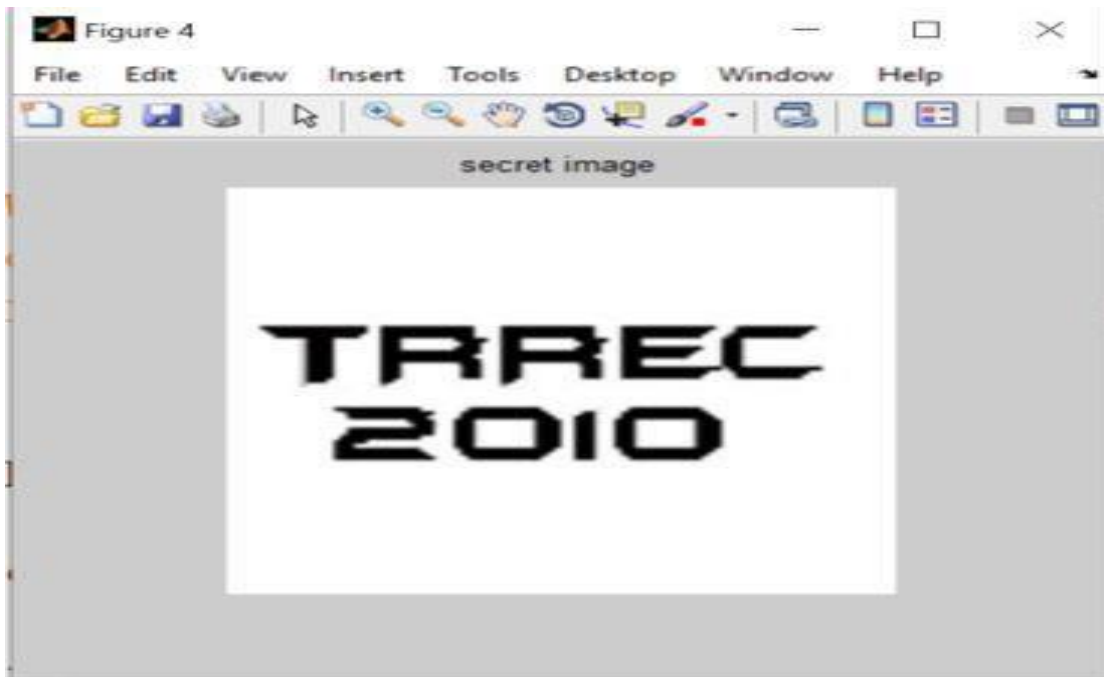 Figure 4
File Edit View Insert Tools Desktop Window Help
secret image
TRREC
2010